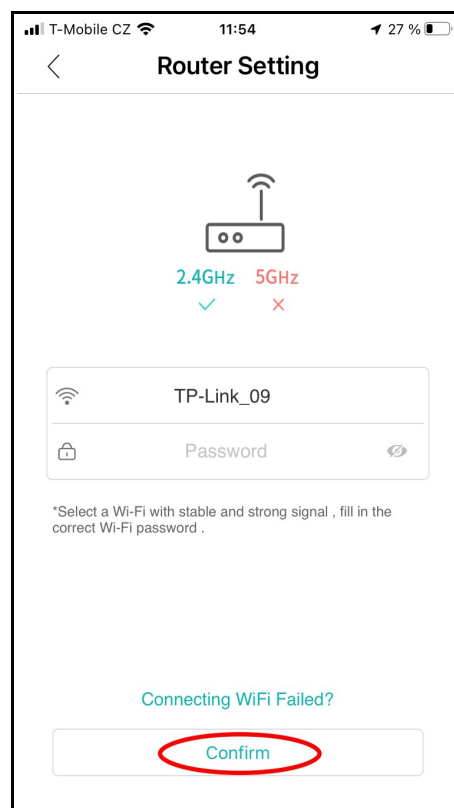 T-Mobile CZ 11:54 27 %
Router Setting
2.4GHz 5GHz
TP-Link_09
Password
*Select a Wi-Fi with stable and strong signal , fill in the
correct Wi-Fi password .
Connecting WiFi Failed?
Confirm